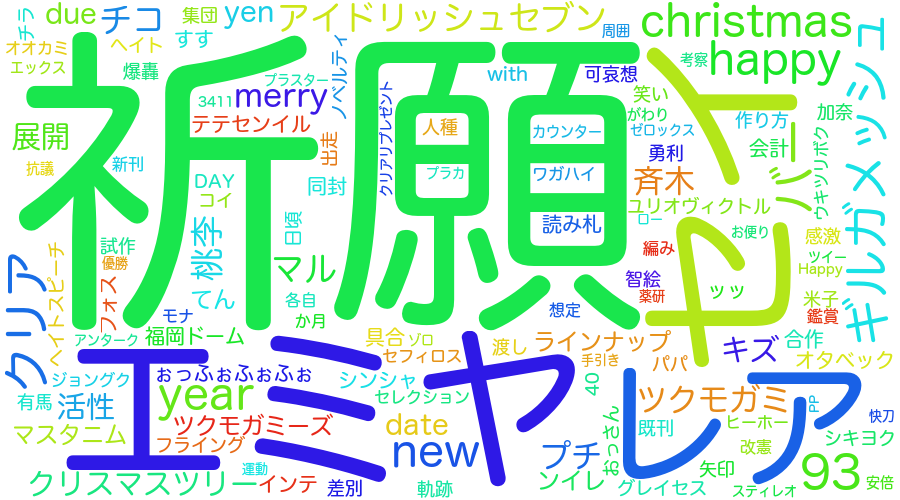 祈願
エミヤ
セイバー
レア
christmas
happy
アイドリッシュセブン
yen
due
チコ
集団
すす
チラ
オオカミ
エックス
ヘイト
爆轟
プラスター
3411
merry
テテセンイル
ノベルティ
クリアリプレゼント
出走
展開
抗議
新刊
DAY
コイ
同封
日頃
桃李
てん
マル
各自
か月
試作
優勝
フォス
ヘイトスピーチ
クリア
モナ
アンターク
福岡ドーム
ジョングク
ぉっふぉふぉふぉ
有馬
活性
year
マスタニム
ツクモガミーズ
フライング
クリスマスツリー
運動
インテ
差別
具合
ゾロ
セフィロス
シンシャ
セレクション
date
new
軌跡
渡し
ラインナップ
手引き
パパ
40
プチ
ンイレ
おっさん
ツクモガミ
既刊
グレイセス
矢印
ヒーホー
改憲
スティレオ
PP
93
快刀
シキヨク
安倍
オタベック
合作
キズ
米子
鑑賞
Happy
ツイー
感激
お便り
ユリオヴィクトル
ロー
編み
智絵
薬研
ッッ
想定
読み札
斉木
勇利
ワガハイ
カウンター
ゼロックス
がわり
笑い
可哀想
with
人種
プラカ
周囲
考察
作り方
会計
加奈
ウキツリボク
ギルガメッシュ